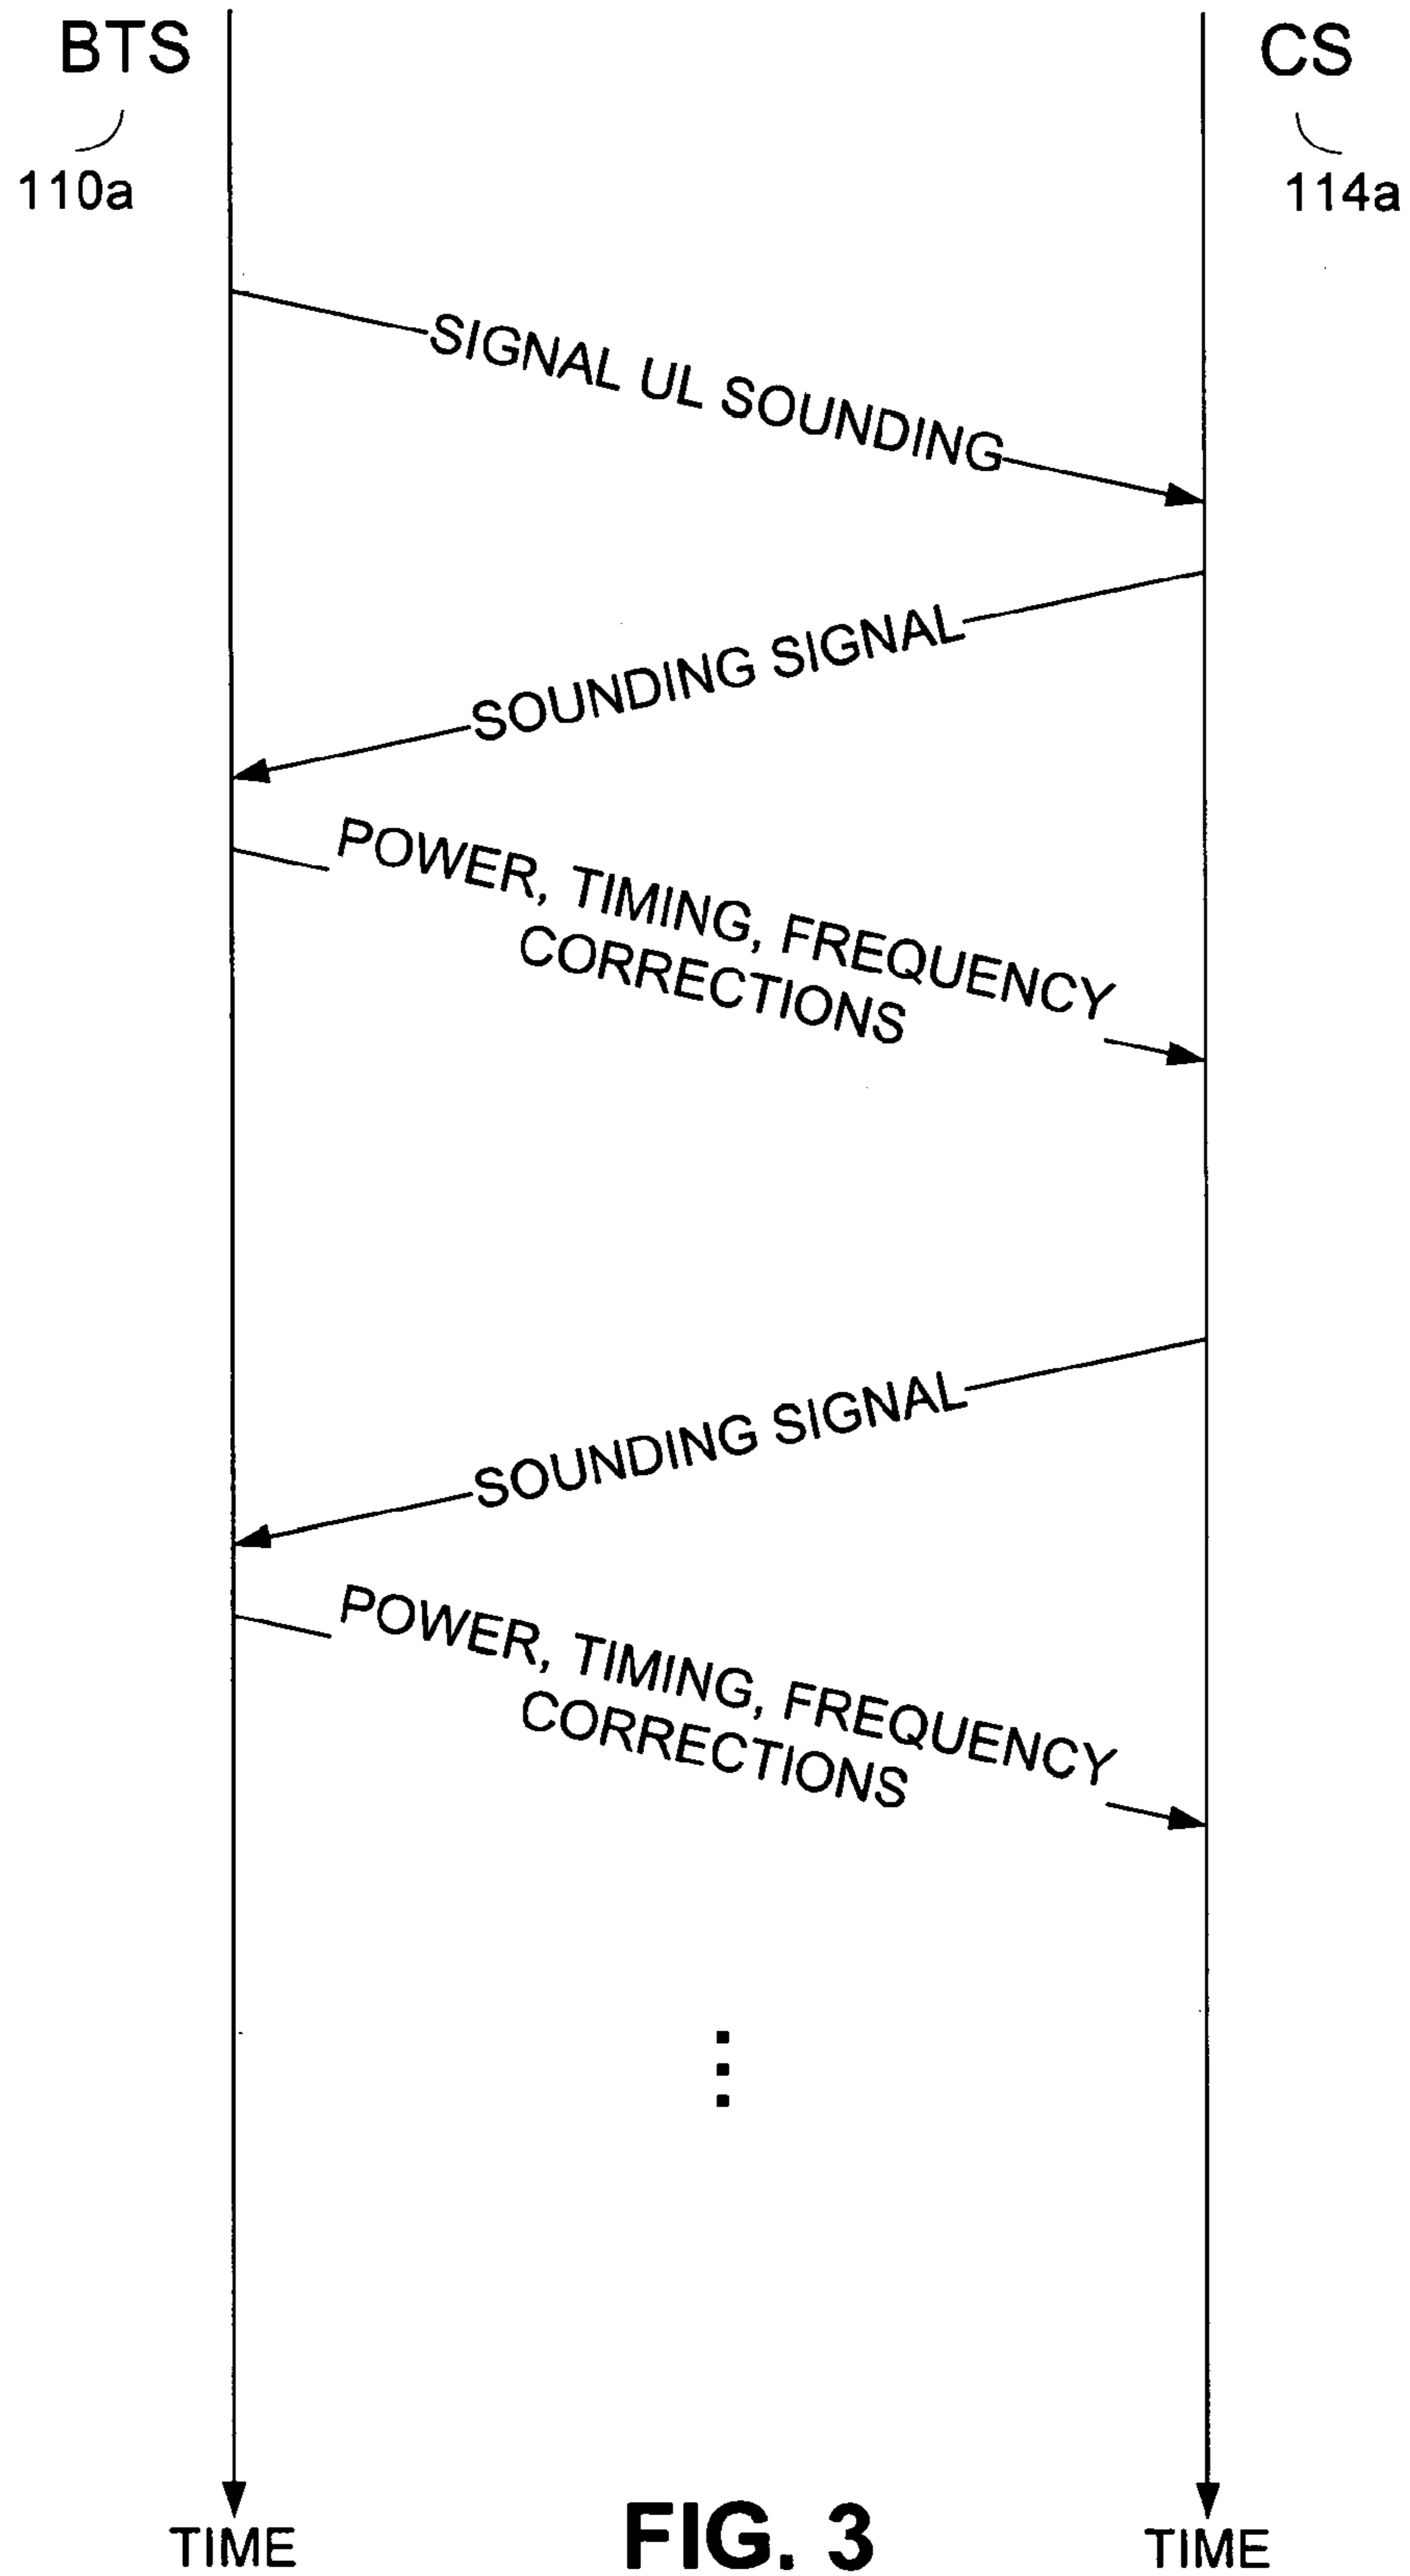 BTS
CS
110a
114a
SIGNAL UL SOUNDING
SOUNDING SIGNAL
POWER, TIMING, FREQUENCY
CORRECTIONS
SOUNDING SIGNAL
POWER, TIMING, FREQUENCY
CORRECTIONS
TIME
FIG. 3
TIME